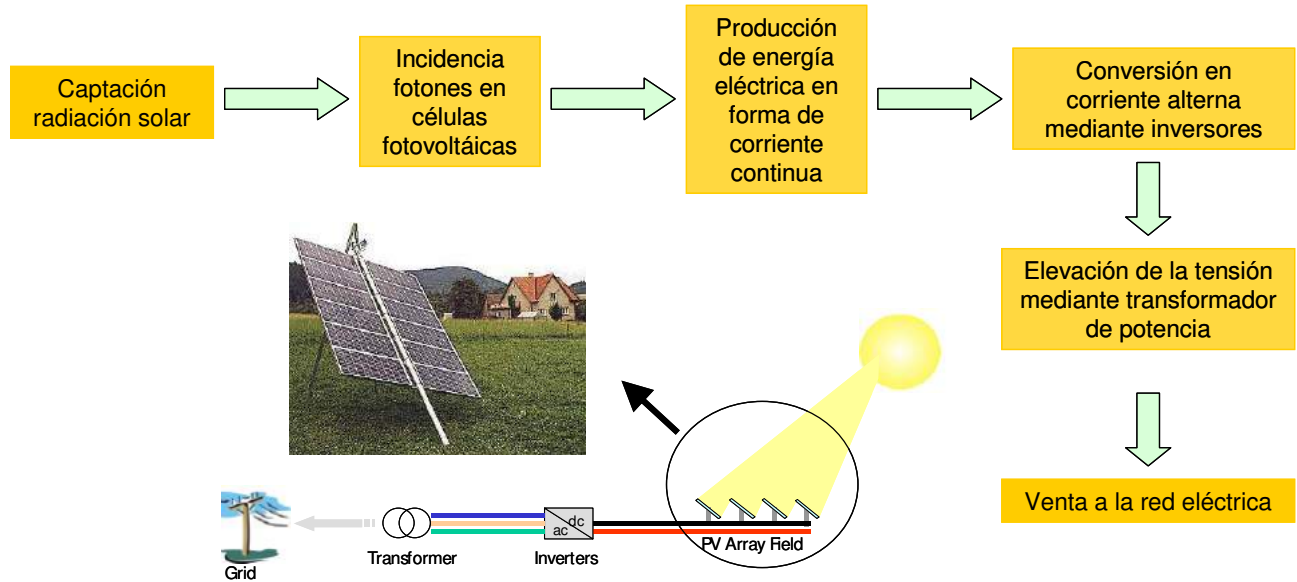 Captación
radiación solar
Incidencia
fotones en
células
fotovoltáicas
Producción
de energía
eléctrica en
forma de
corriente
continua
Conversión en
corriente alterna
mediante inversores
Elevación de la tensión
mediante transformador
de potencia
Venta a la red eléctrica
Grid
Transformer
ac dc
Inverters
PV Array Field